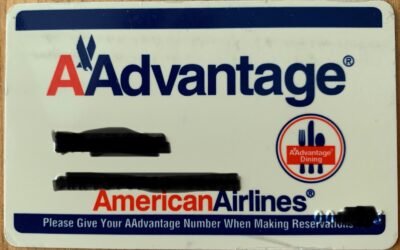 AAdvantage®
AAdvantage
Dining
AmericanAirlines®
Please Give Your AAdvantage Number When Making Reservations